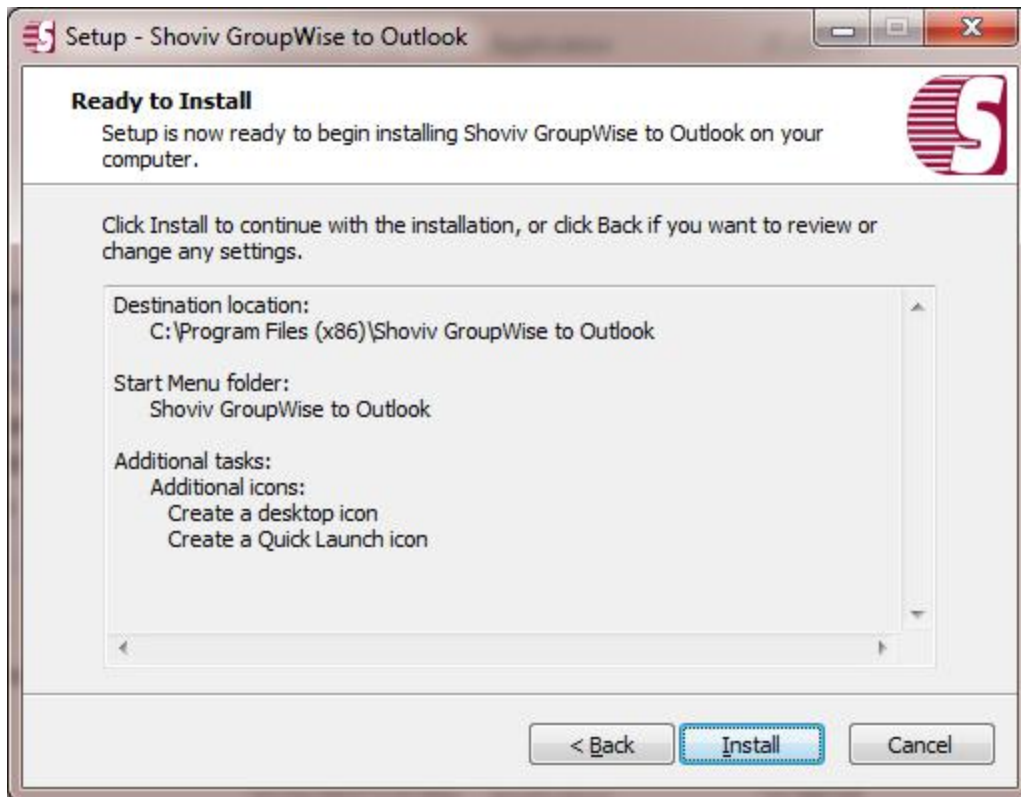 Setup - Shoviv GroupWise to Outlook
Ready to Install
Setup is now ready to begin installing Shoviv GroupWise to Outlook on your
computer.
Click Install to continue with the installation, or click Back if you want to review or
change any settings.
Destination location:
C:\Program Files (x86)\Shoviv GroupWise to Outlook
Start Menu folder:
Shoviv GroupWise to Outlook
Additional tasks:
Additional icons:
Create a desktop icon
Create a Quick Launch icon
< Back Install Cancel